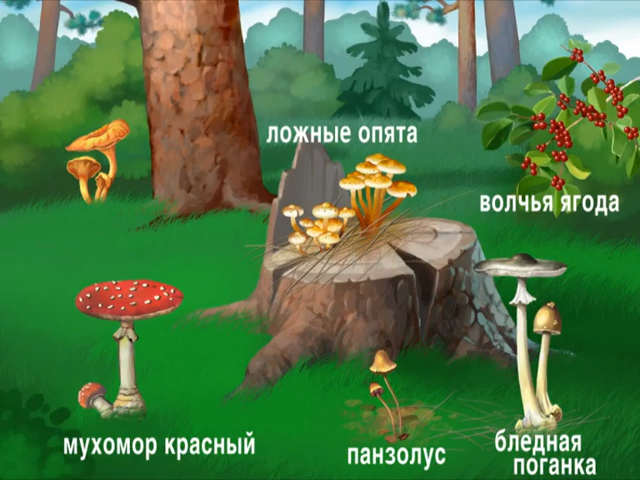 ложные опята
волчья ягода
мухомор красный
панзолус
бледная
поганка